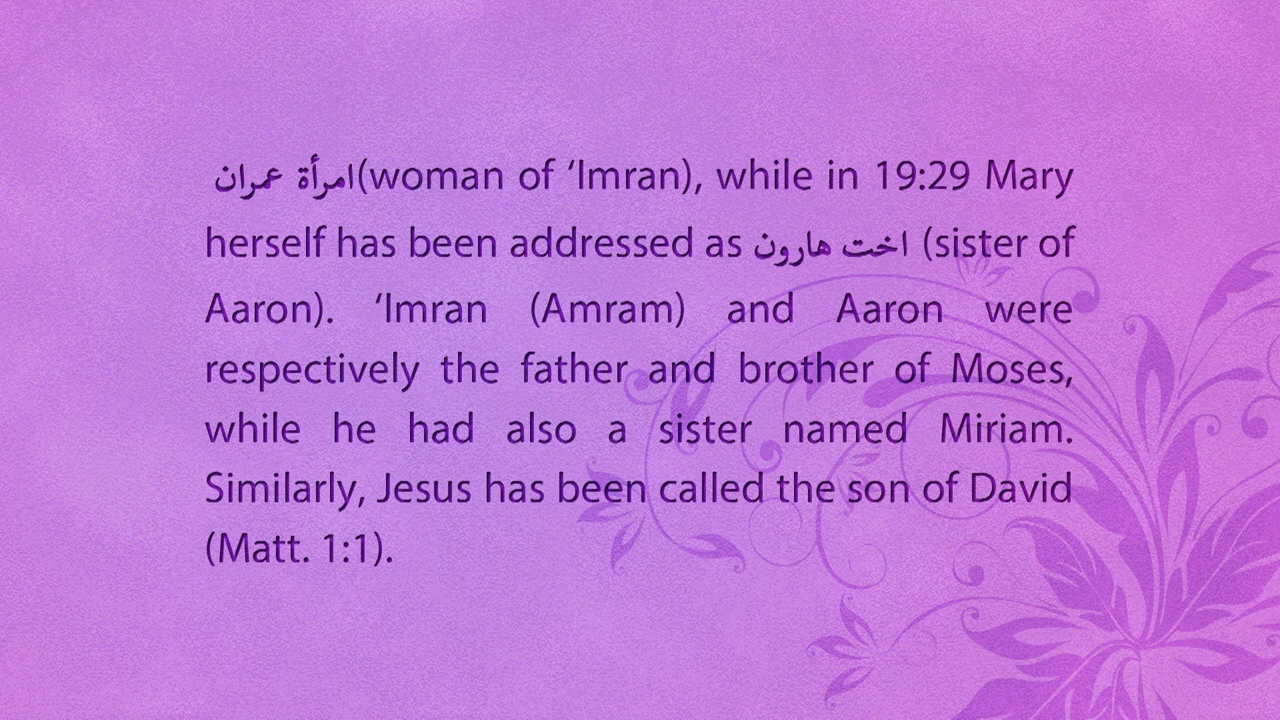 امرأة عمران(woman of ‘Imran), while in 19:29 Mary
herself has been addressed as اخت هارون (sister of
Aaron). ‘Imran (Amram) and Aaron were
respectively the father and brother of Moses,
while he had also a sister named Miriam.
Similarly, Jesus has been called the son of David
(Matt. 1:1).